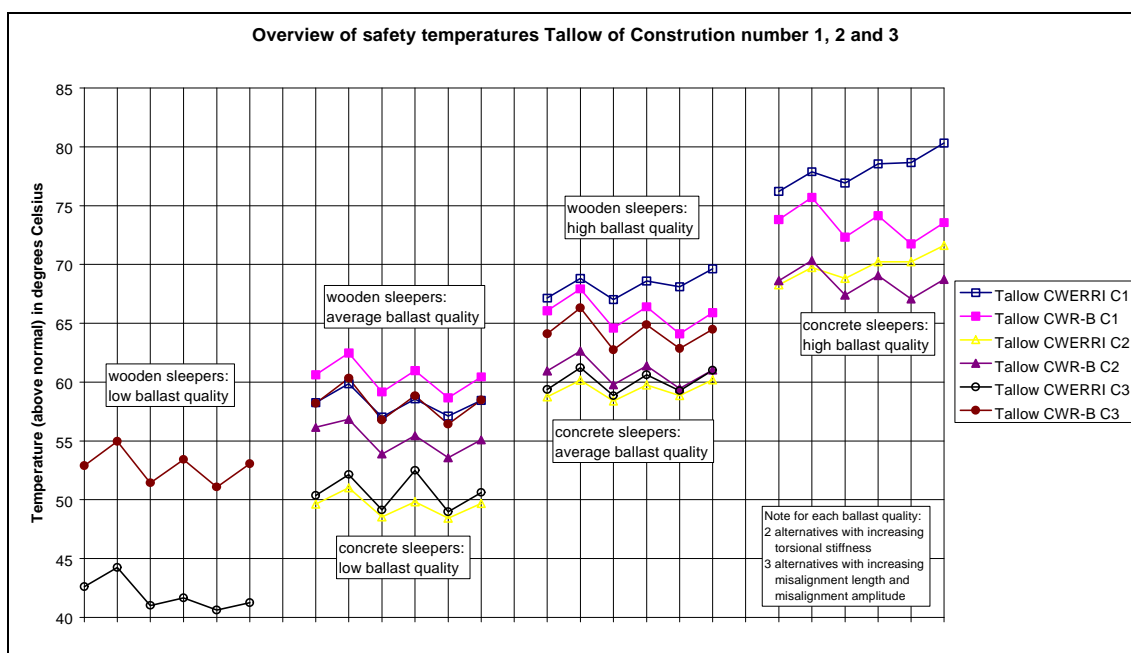 Overview of safety temperatures Tallow of Constrution number 1, 2 and 3
Temperature (above normal) in degrees Celsius
85
80
75
70
65
60
55
50
45
40
wooden sleepers:
low ballast quality
wooden sleepers:
average ballast quality
concrete sleepers:
low ballast quality
wooden sleepers:
high ballast quality
concrete sleepers:
average ballast quality
concrete sleepers:
high ballast quality
Note for each ballast quality:
2 alternatives with increasing
torsional stiffness
3 alternatives with increasing
misalignment length and
misalignment amplitude
Tallow CWERRI C1
Tallow CWR-B C1
Tallow CWERRI C2
Tallow CWR-B C2
Tallow CWERRI C3
Tallow CWR-B C3